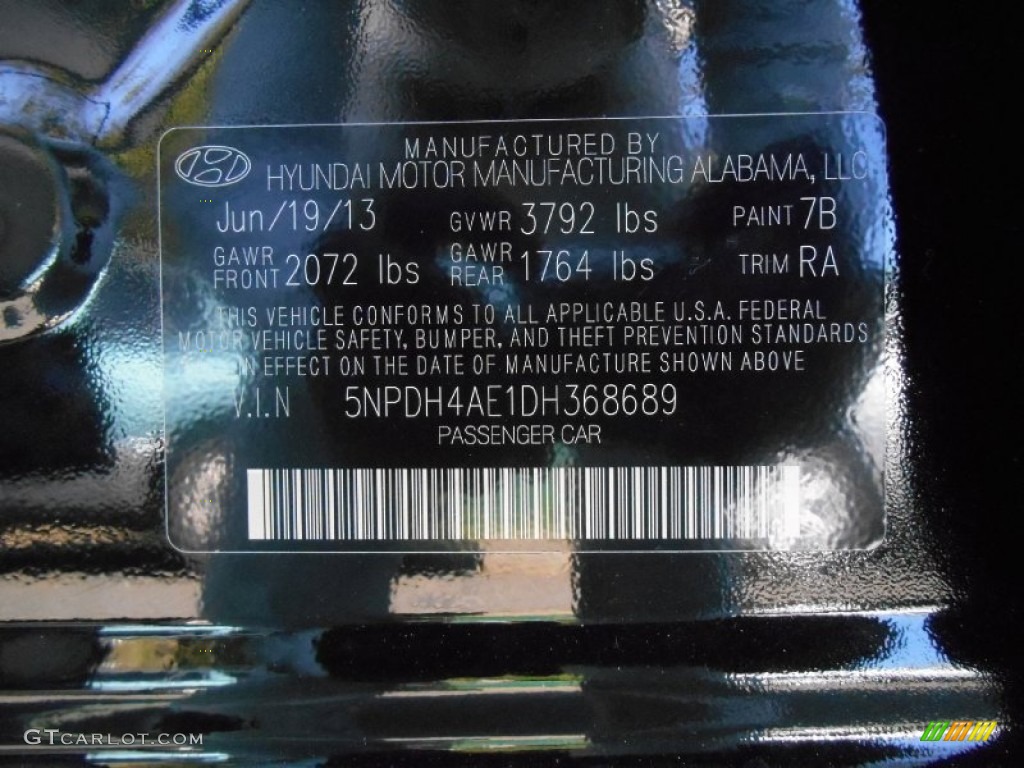 MANUFACTURED BY
HYUNDAI MOTOR MANUFACTURING ALABAMA, LLC
Jun/19/13 GVWR 3792 lbs PAINT 7B
GAWR FRONT 2072 lbs GAWR REAR 1764 lbs TRIM RA
THIS VEHICLE CONFORMS TO ALL APPLICABLE U.S.A. FEDERAL
MOTOR VEHICLE SAFETY, BUMPER, AND THEFT PREVENTION STANDARDS
IN EFFECT ON THE DATE OF MANUFACTURE SHOWN ABOVE
V.I.N 5NPDH4AE1DH368689
PASSENGER CAR
GTCARLOT.COM